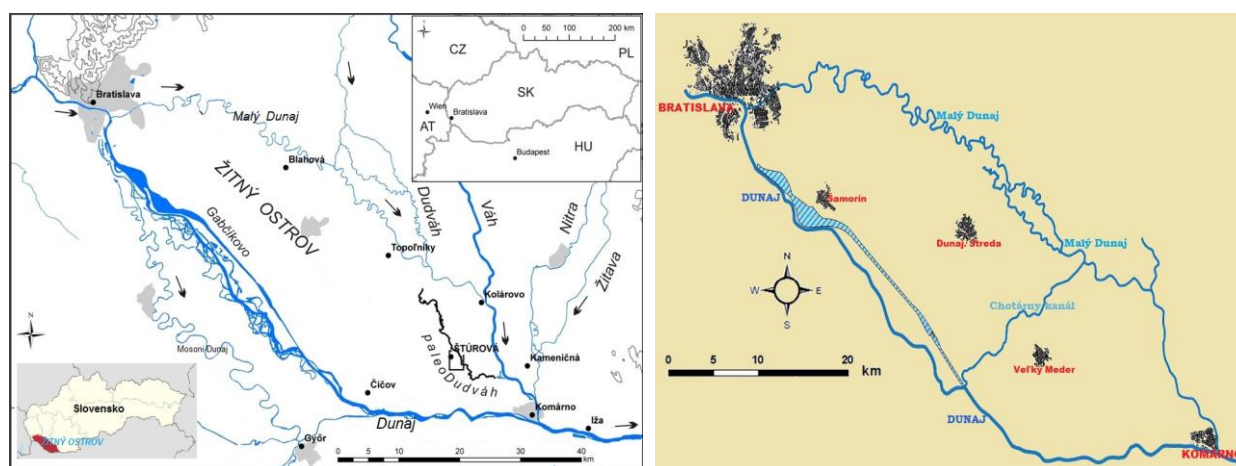 0 50 100 200 km
CZ
PL
SK
Wien
Bratislava
AT
HU
Budapest
Bratislava
Malý Dunaj
Blahová
ŽITNÝ OSTROV
Gabčíkovo
Dudváh
Váh
Nitra
Žitava
Topoľníky
Kolárovo
N
ŠTÚROVÁ
Kameničná
paleoDudváh
Mosoni Dunaj
Slovensko
ŽITNÝ OSTROV
Čičov
Dunaj
Komárno
Iža
Győr
0 5 10 20 30 40
km
BRATISLAVA
Malý Dunaj
DUNAJ
Šamorín
Dunaj. Streda
Malý Dunaj
N
W E
S
Chotárny kanál
0 5 10 20
km
Veľký Meder
DUNAJ
KOMÁRNO